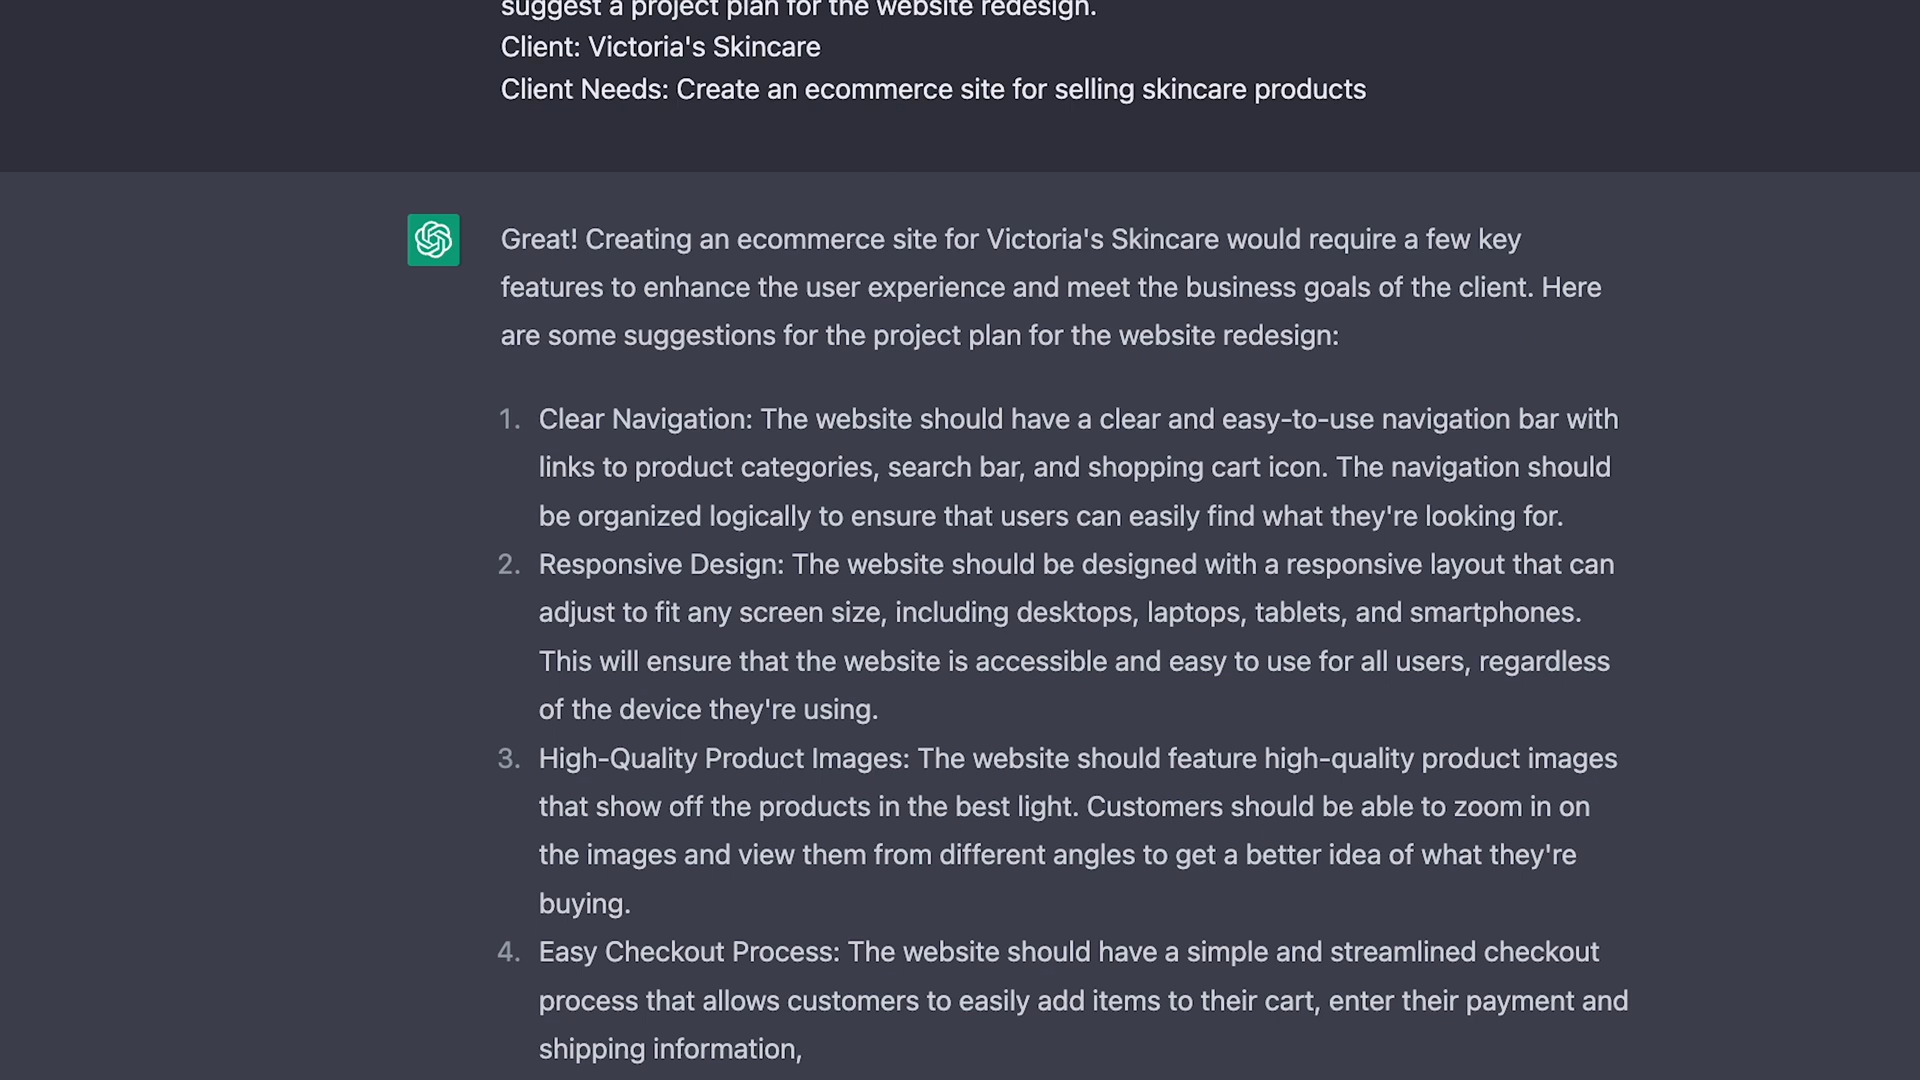 suggest a project plan for the website redesign.
Client: Victoria's Skincare
Client Needs: Create an ecommerce site for selling skincare products
Great! Creating an ecommerce site for Victoria's Skincare would require a few key
features to enhance the user experience and meet the business goals of the client. Here
are some suggestions for the project plan for the website redesign:
1. Clear Navigation: The website should have a clear and easy-to-use navigation bar with
links to product categories, search bar, and shopping cart icon. The navigation should
be organized logically to ensure that users can easily find what they're looking for.
2. Responsive Design: The website should be designed with a responsive layout that can
adjust to fit any screen size, including desktops, laptops, tablets, and smartphones.
This will ensure that the website is accessible and easy to use for all users, regardless
of the device they're using.
3. High-Quality Product Images: The website should feature high-quality product images
that show off the products in the best light. Customers should be able to zoom in on
the images and view them from different angles to get a better idea of what they're
buying.
4. Easy Checkout Process: The website should have a simple and streamlined checkout
process that allows customers to easily add items to their cart, enter their payment and
shipping information,